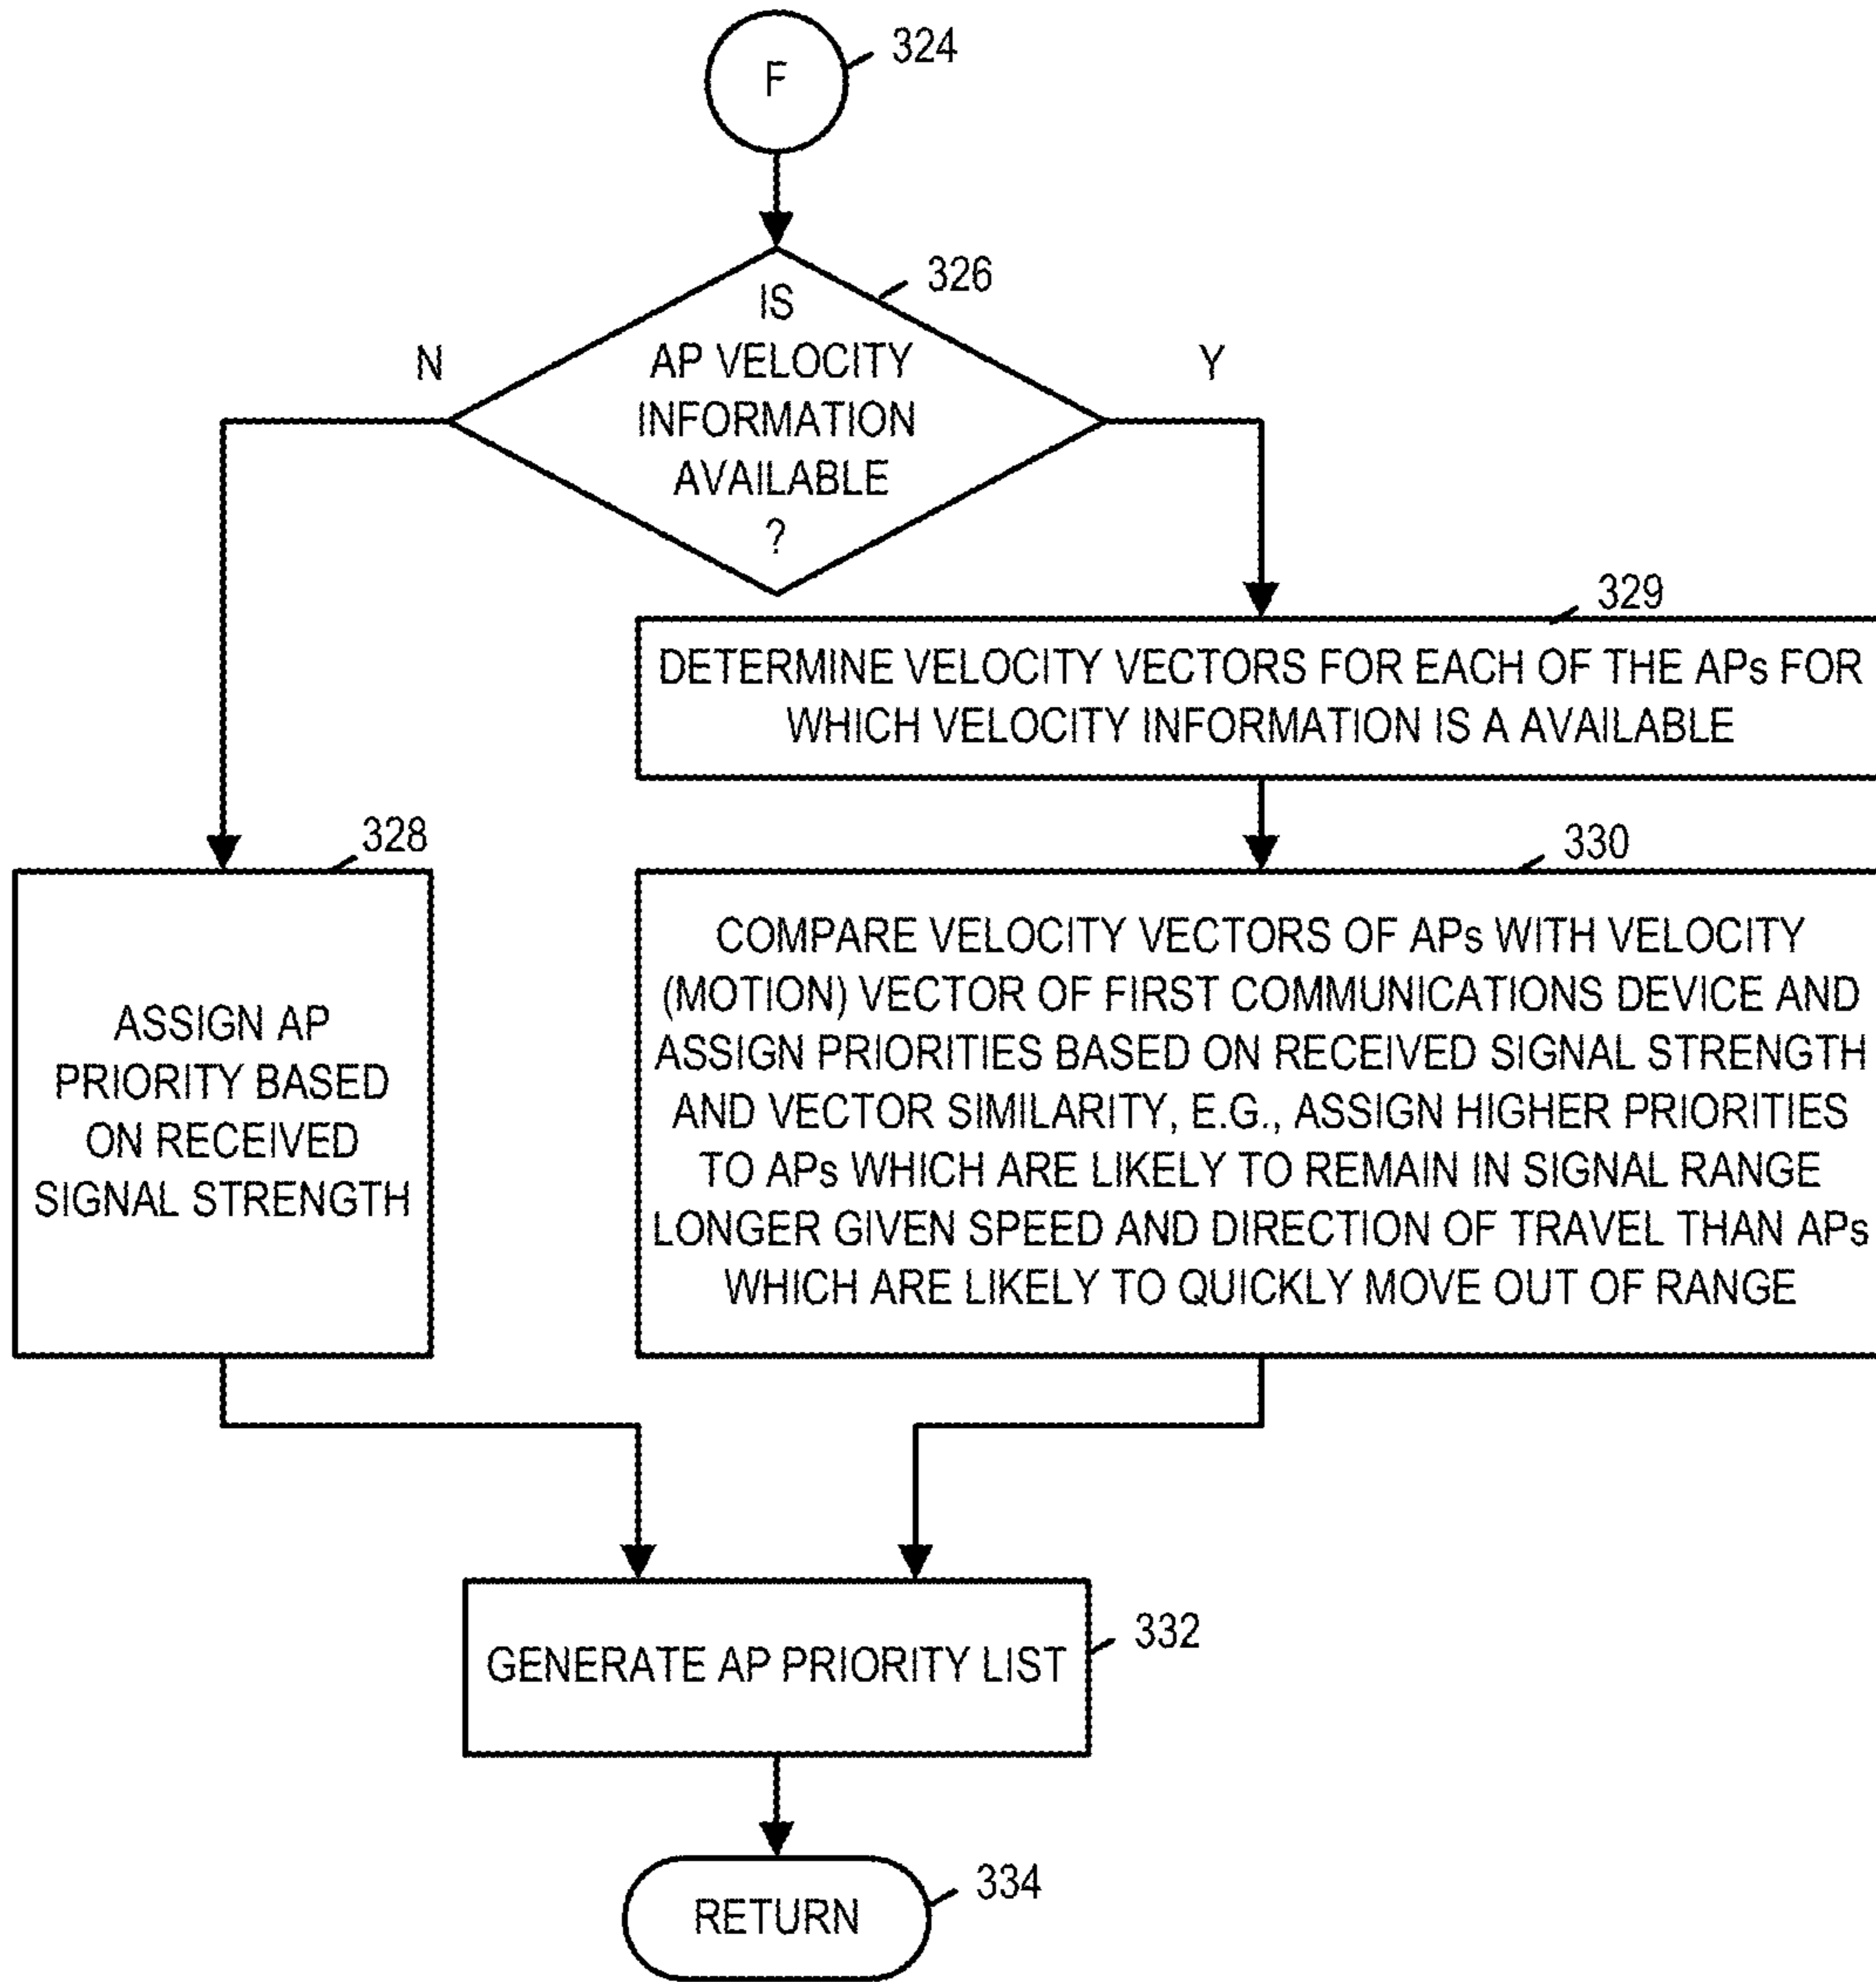 F
324
326
IS
AP VELOCITY
INFORMATION
AVAILABLE
?
N
Y
329
DETERMINE VELOCITY VECTORS FOR EACH OF THE APs FOR
WHICH VELOCITY INFORMATION IS A AVAILABLE
328
ASSIGN AP
PRIORITY BASED
ON RECEIVED
SIGNAL STRENGTH
330
COMPARE VELOCITY VECTORS OF APs WITH VELOCITY
(MOTION) VECTOR OF FIRST COMMUNICATIONS DEVICE AND
ASSIGN PRIORITIES BASED ON RECEIVED SIGNAL STRENGTH
AND VECTOR SIMILARITY, E.G., ASSIGN HIGHER PRIORITIES
TO APs WHICH ARE LIKELY TO REMAIN IN SIGNAL RANGE
LONGER GIVEN SPEED AND DIRECTION OF TRAVEL THAN APs
WHICH ARE LIKELY TO QUICKLY MOVE OUT OF RANGE
332
GENERATE AP PRIORITY LIST
334
RETURN